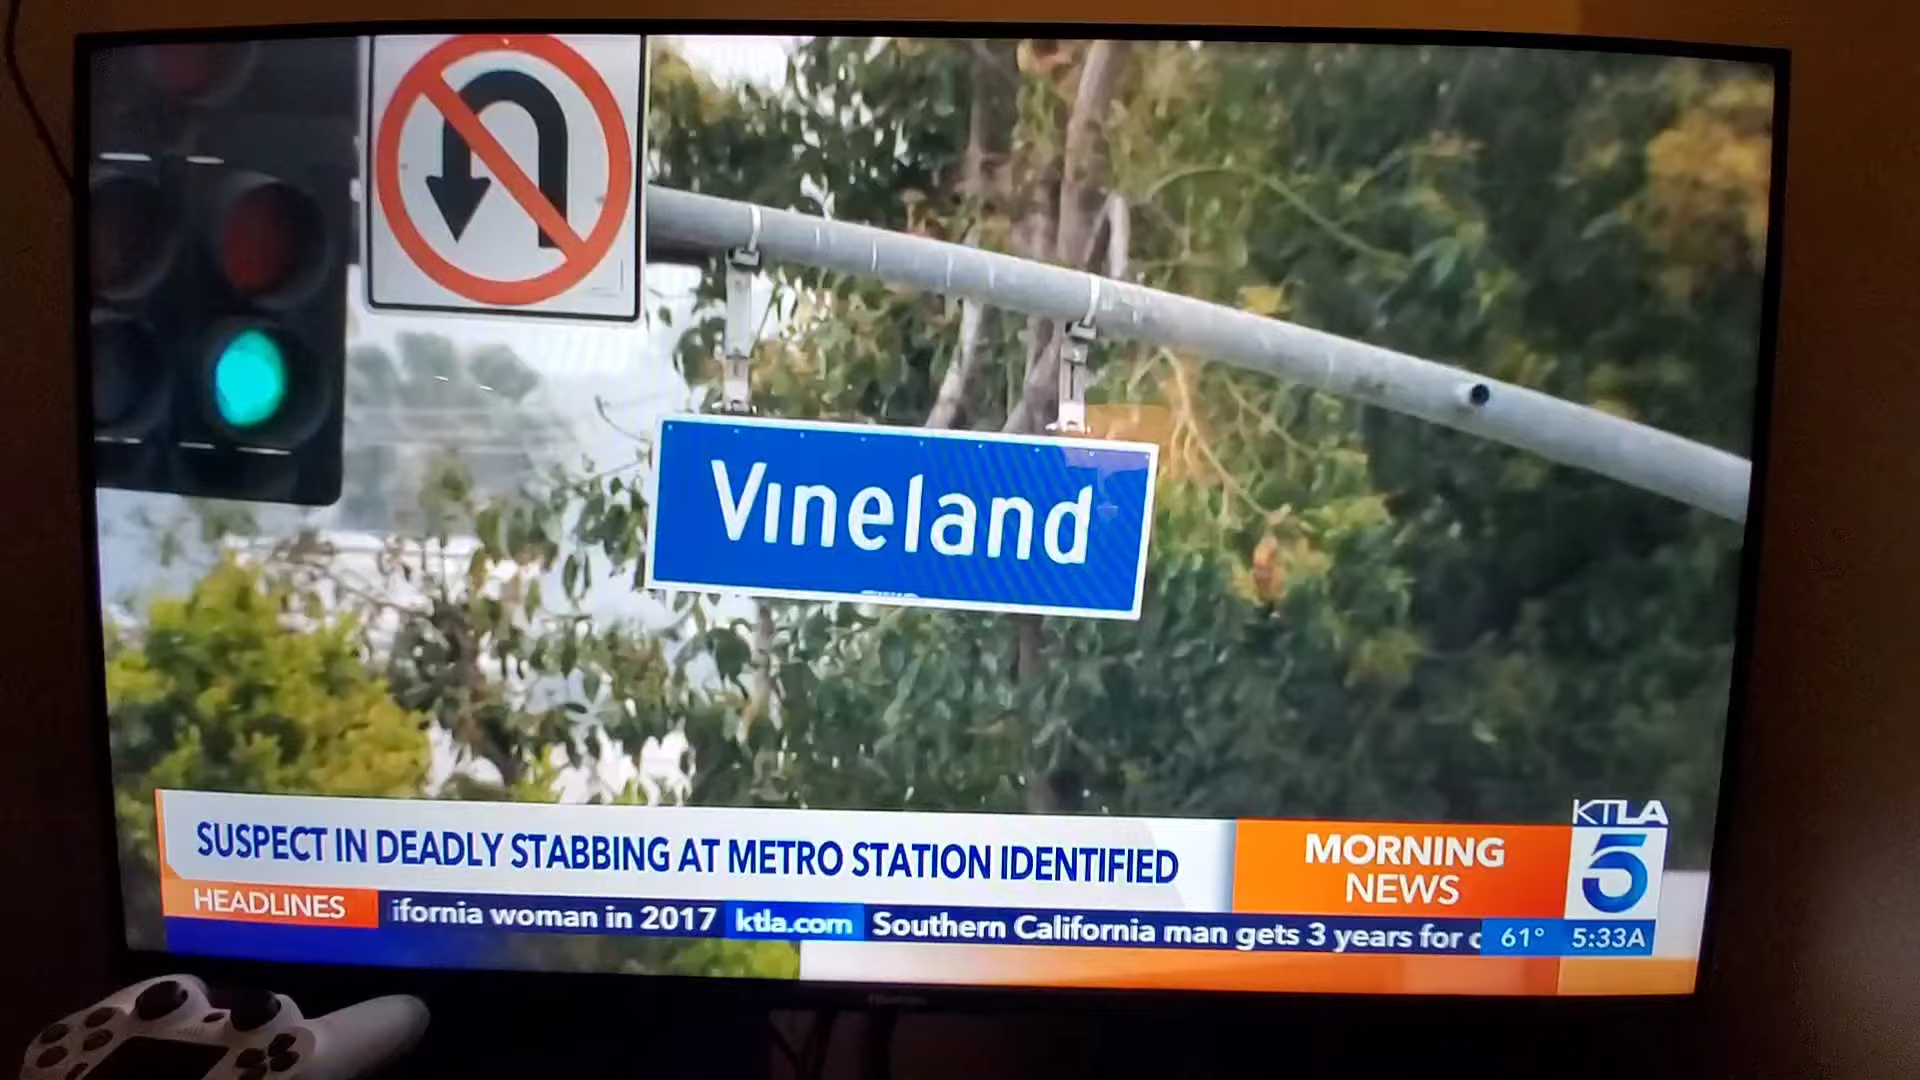 Vineland
KTLA
5
SUSPECT IN DEADLY STABBING AT METRO STATION IDENTIFIED
MORNING
NEWS
HEADLINES
ifornia woman in 2017 ktla.com Southern California man gets 3 years for
61° 5:33A